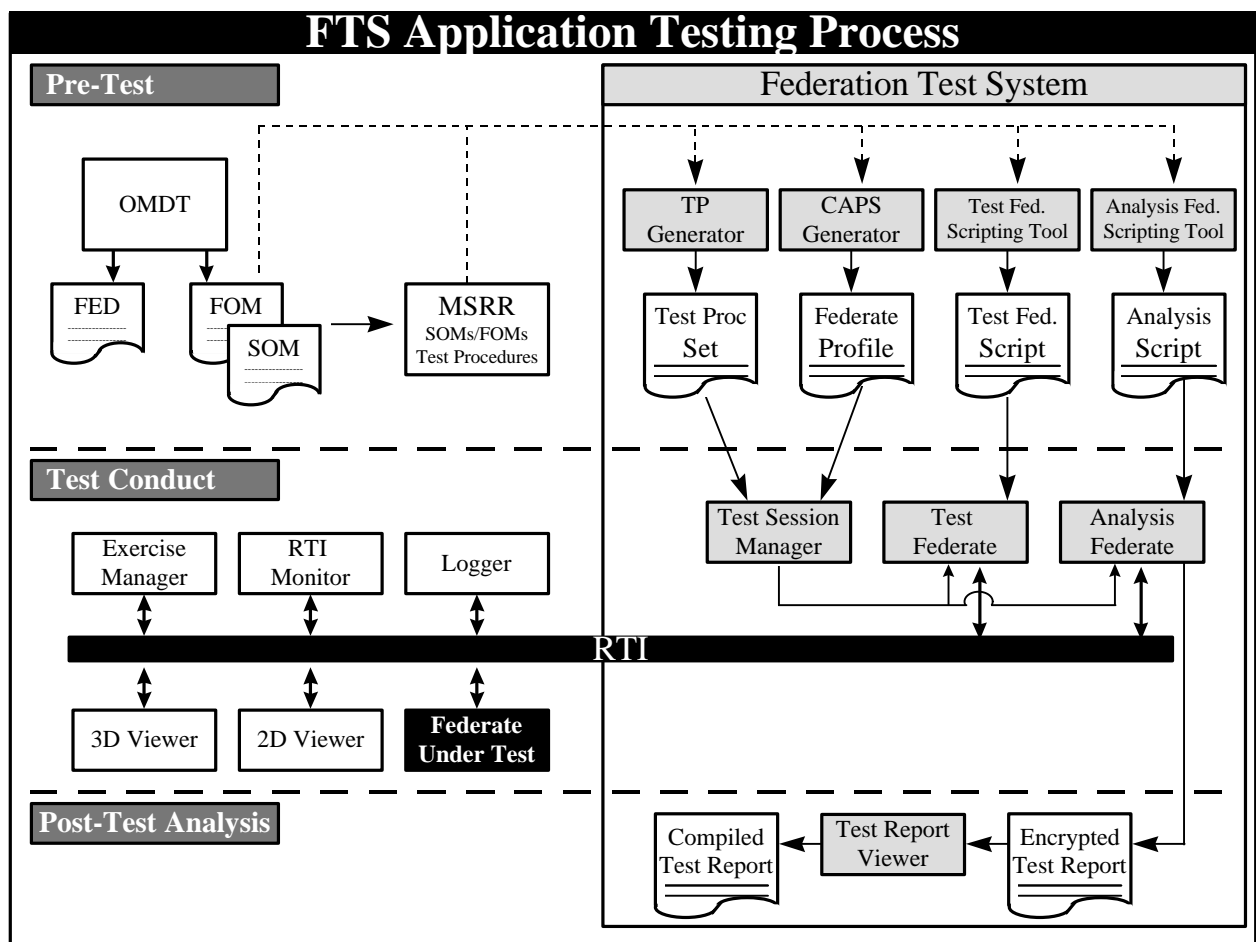 FTS Application Testing Process
Pre-Test
Federation Test System
OMDT
FED
FOM
SOM
MSRR
SOMs/FOMs
Test Procedures
TP
Generator
CAPS
Generator
Test Fed.
Scripting Tool
Analysis Fed.
Scripting Tool
Test Proc
Set
Federate
Profile
Test Fed.
Script
Analysis
Script
Test Conduct
Exercise
Manager
RTI
Monitor
Logger
Test Session
Manager
Test
Federate
Analysis
Federate
RTI
3D Viewer
2D Viewer
Federate
Under Test
Post-Test Analysis
Compiled
Test Report
Test Report
Viewer
Encrypted
Test Report